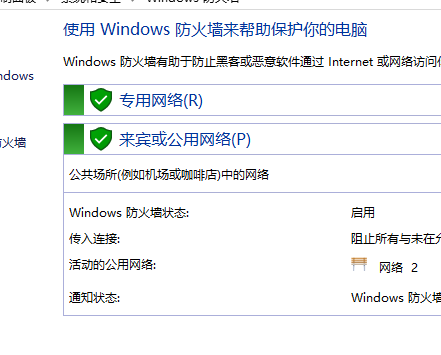 使用 Windows 防火墙来帮助保护你的电脑
ndows
Windows 防火墙有助于防止黑客或恶意软件通过 Internet 或网络访问
专用网络(R)
来宾或公用网络(P)
防火墙
公共场所(例如机场或咖啡店)中的网络
Windows 防火墙状态: 启用
传入连接: 阻止所有与未在
活动的公用网络: 网络 2
通知状态: Windows 防火墙